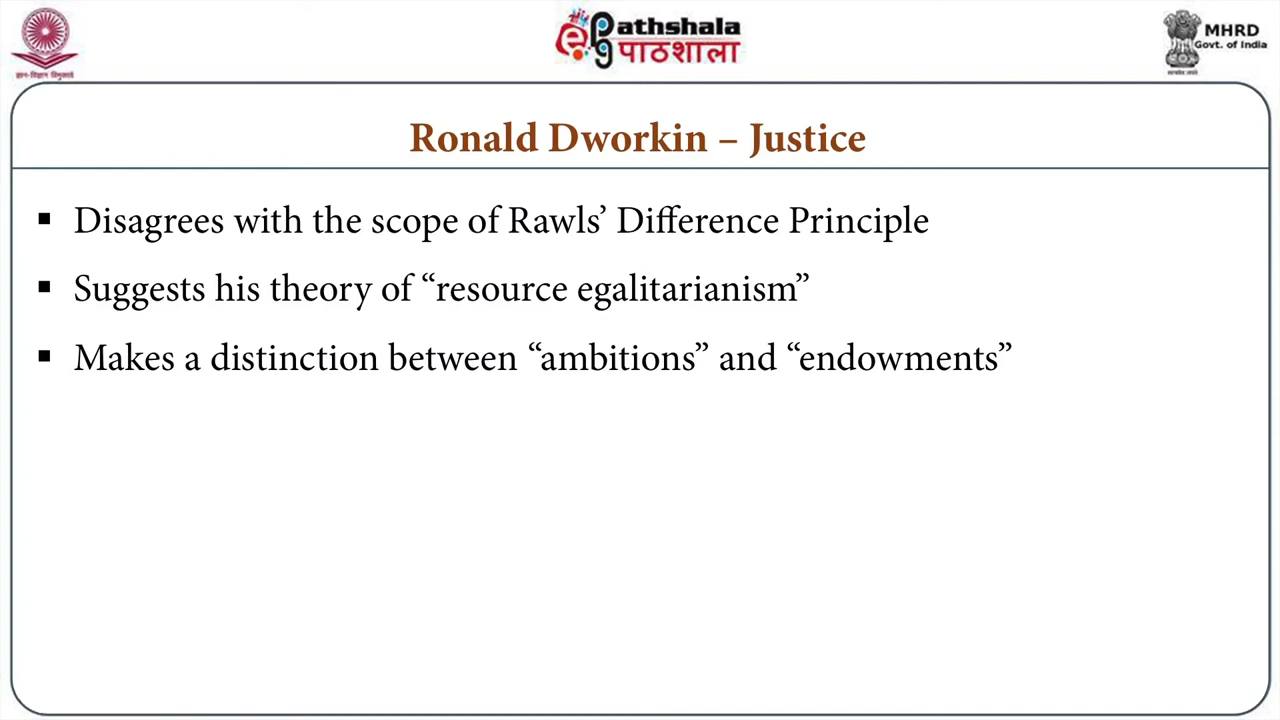 ePathshala
पाठशाला
MHRD
Govt. of India
Ronald Dworkin – Justice
▪ Disagrees with the scope of Rawls’ Difference Principle
▪ Suggests his theory of “resource egalitarianism”
▪ Makes a distinction between “ambitions” and “endowments”